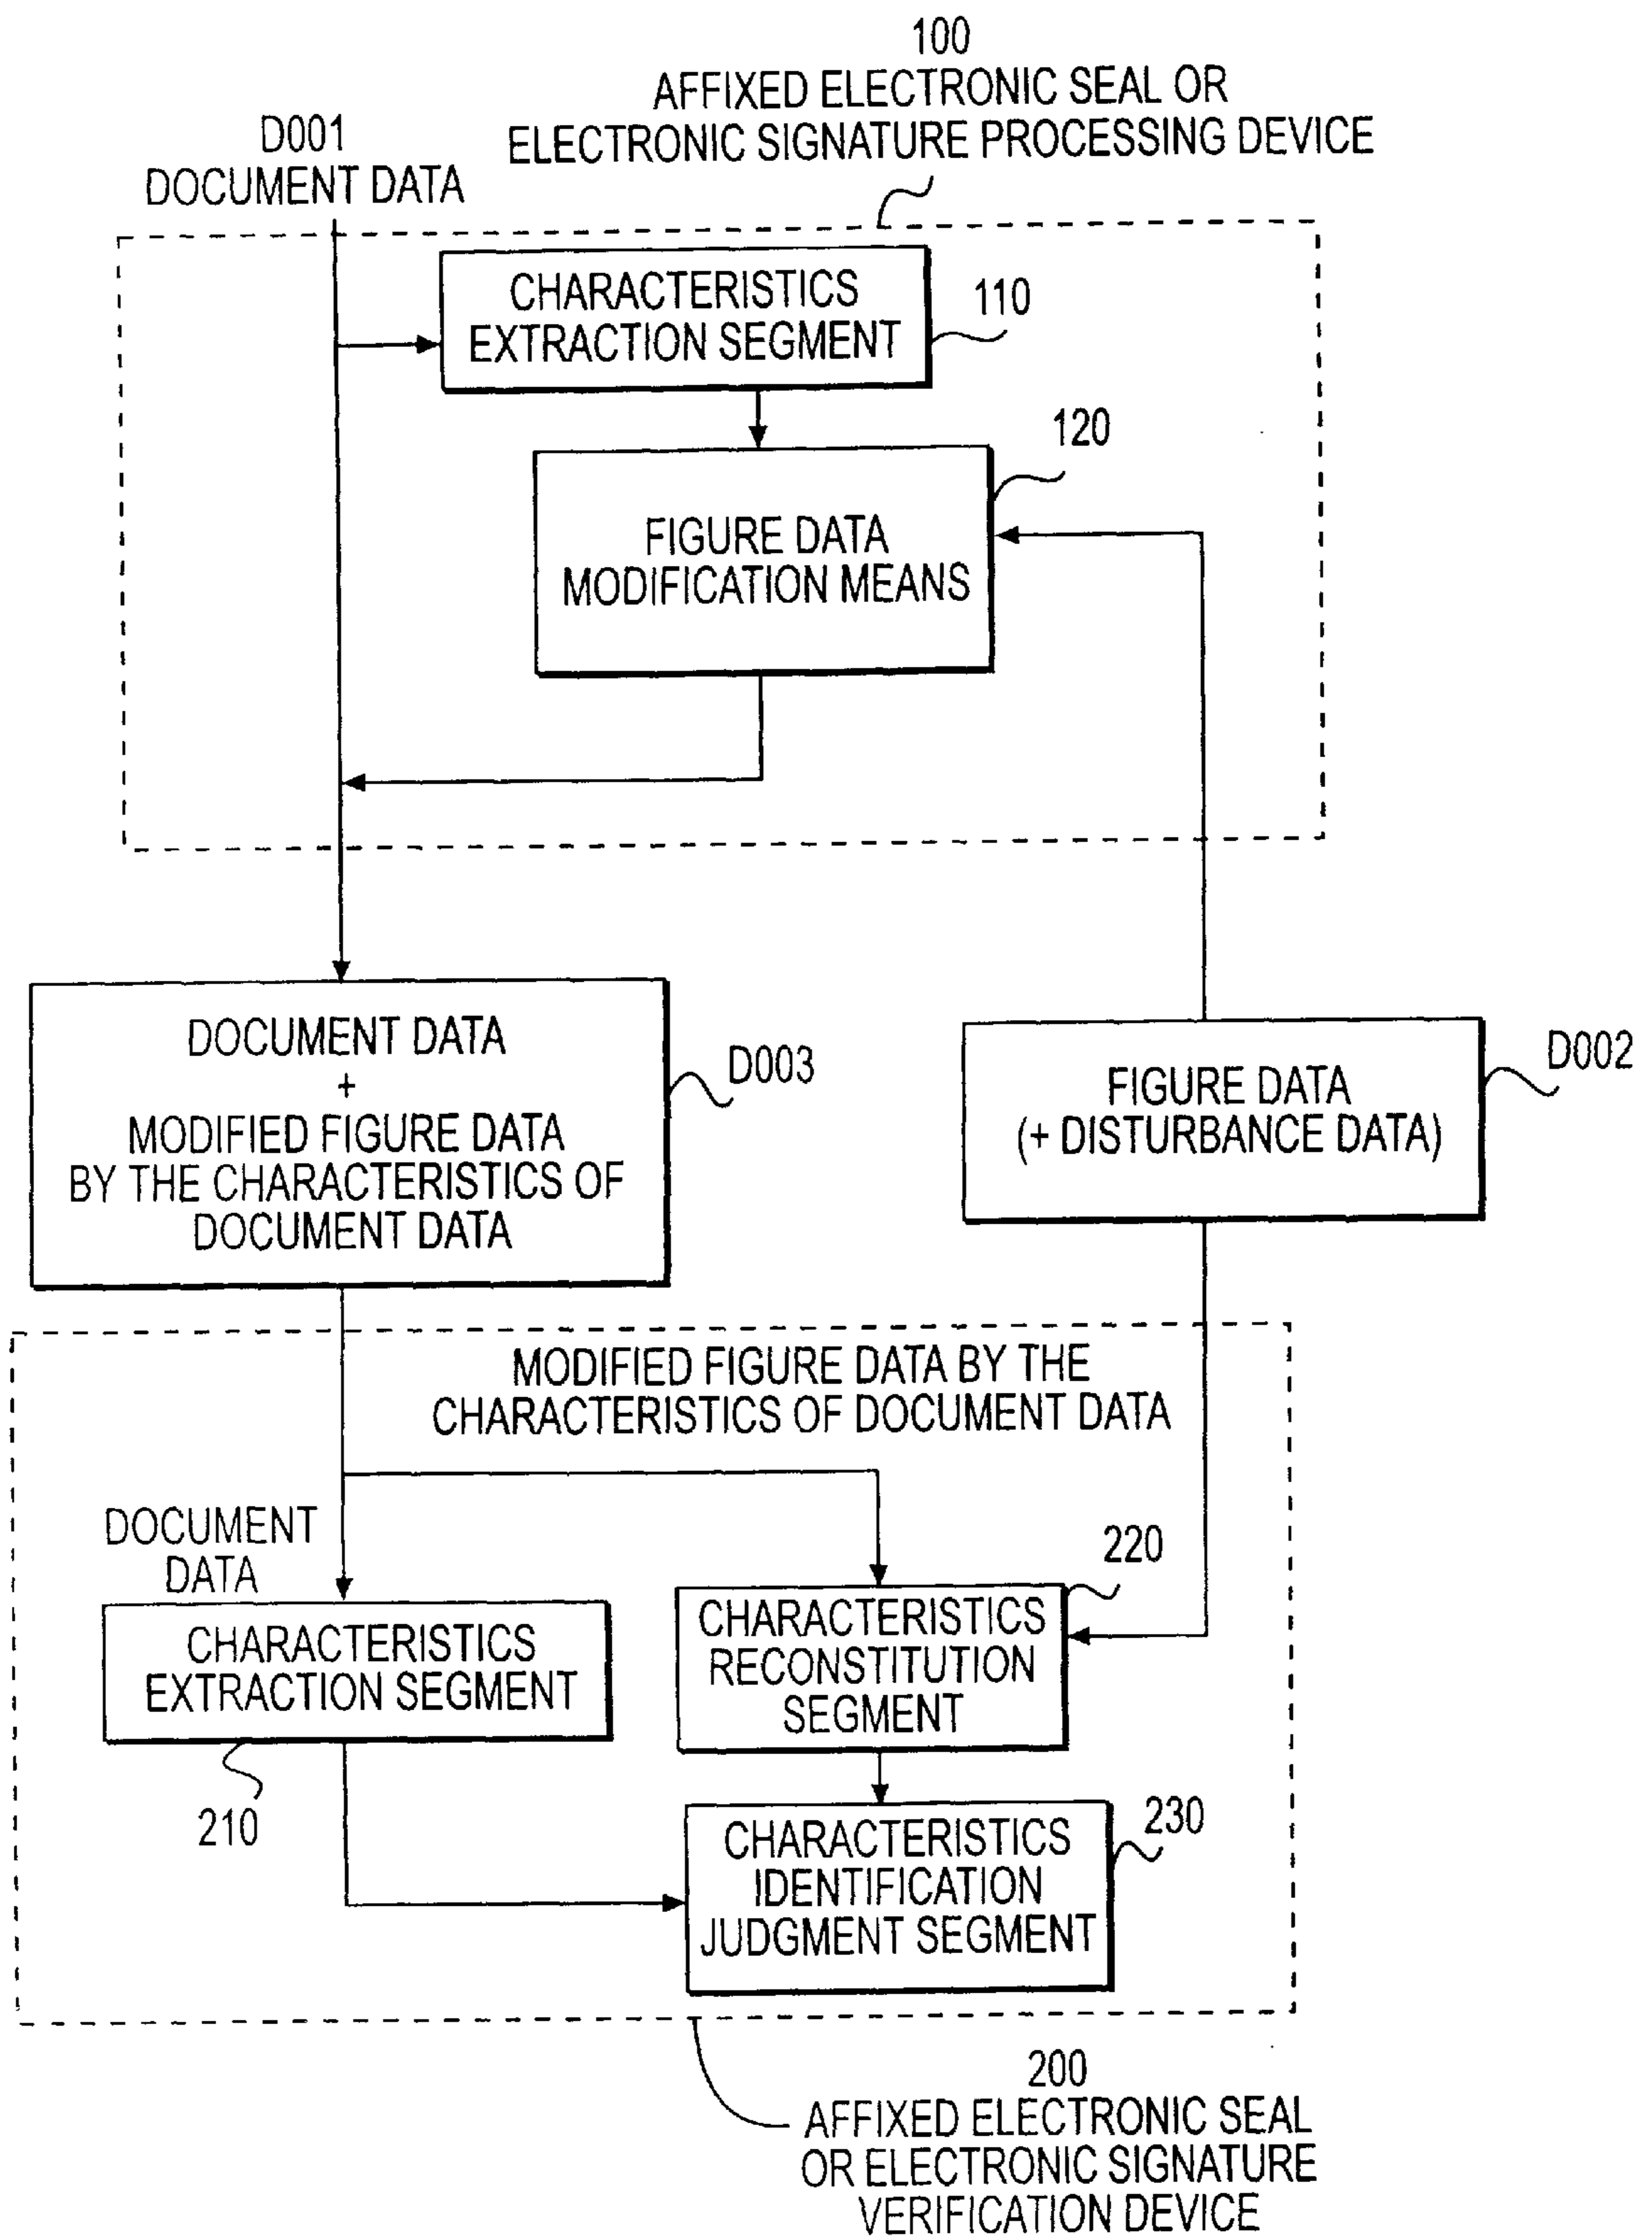 100
AFFIXED ELECTRONIC SEAL OR
ELECTRONIC SIGNATURE PROCESSING DEVICE
D001
DOCUMENT DATA
CHARACTERISTICS
EXTRACTION SEGMENT
110
120
FIGURE DATA
MODIFICATION MEANS
DOCUMENT DATA
+
MODIFIED FIGURE DATA
BY THE CHARACTERISTICS OF
DOCUMENT DATA
D003
FIGURE DATA
(+ DISTURBANCE DATA)
D002
MODIFIED FIGURE DATA BY THE
CHARACTERISTICS OF DOCUMENT DATA
DOCUMENT
DATA
CHARACTERISTICS
EXTRACTION SEGMENT
210
220
CHARACTERISTICS
RECONSTITUTION
SEGMENT
CHARACTERISTICS
IDENTIFICATION
JUDGMENT SEGMENT
230
200
AFFIXED ELECTRONIC SEAL
OR ELECTRONIC SIGNATURE
VERIFICATION DEVICE